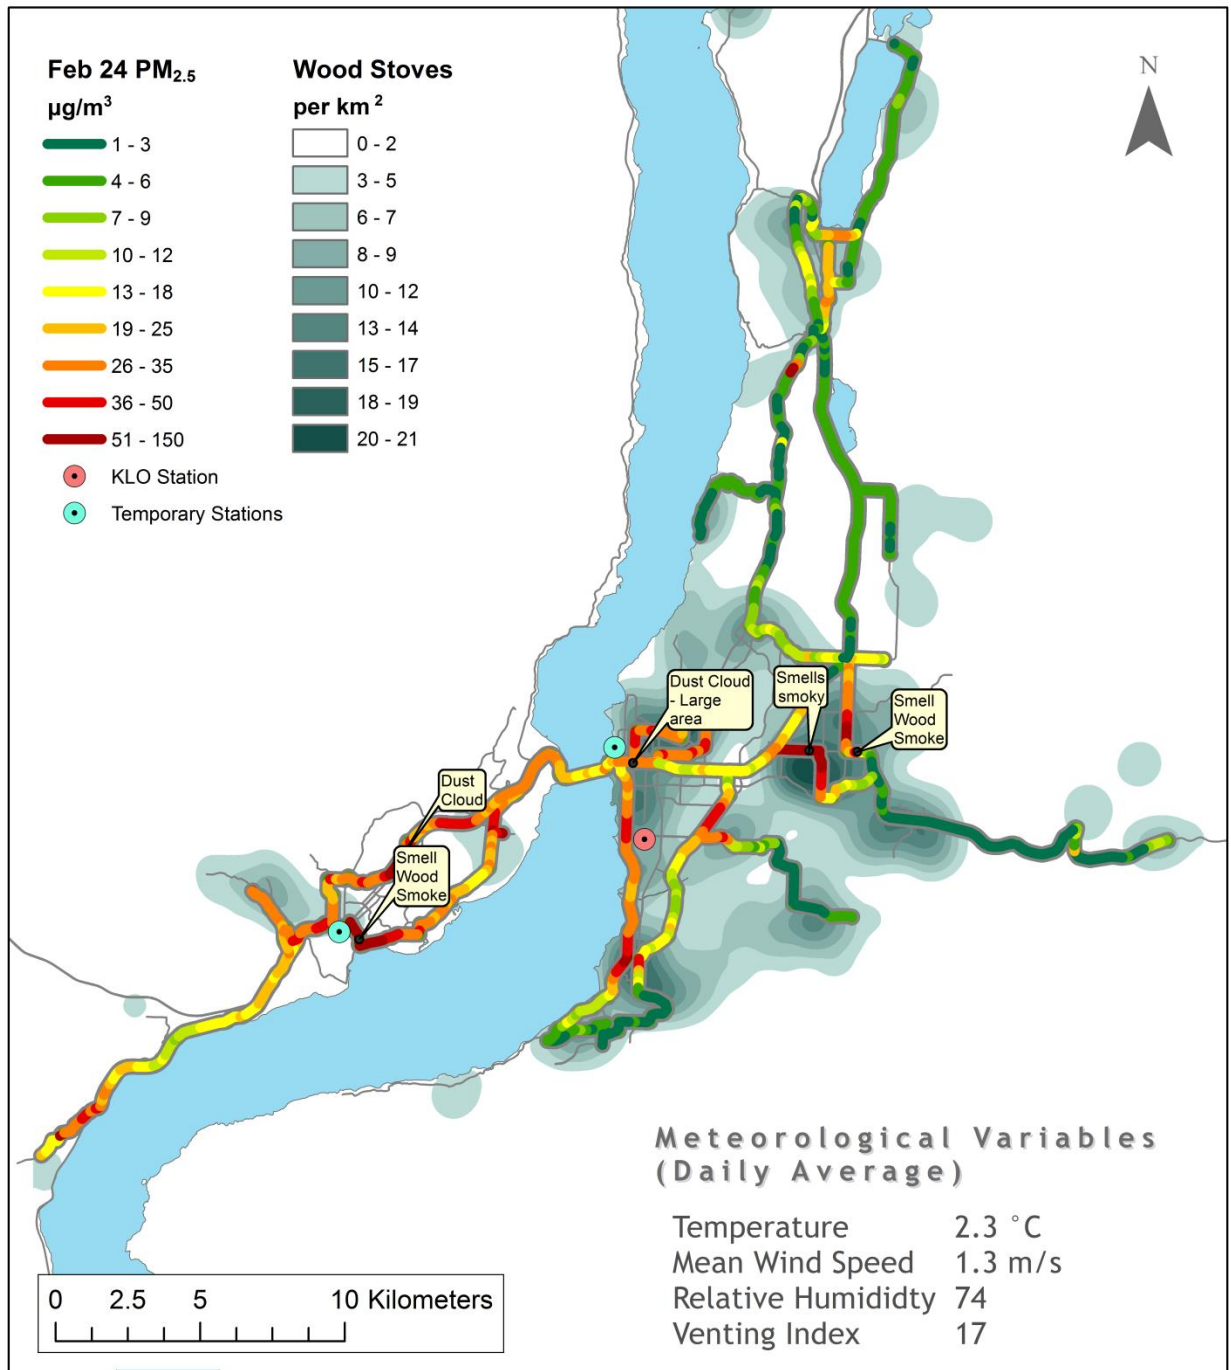 Feb 24 PM2.5
µg/m³
1 - 3
4 - 6
7 - 9
10 - 12
13 - 18
19 - 25
26 - 35
36 - 50
51 - 150
KLO Station
Temporary Stations
Wood Stoves
per km ²
0 - 2
3 - 5
6 - 7
8 - 9
10 - 12
13 - 14
15 - 17
18 - 19
20 - 21
N
Dust Cloud
- Large
area
Smells
smoky
Smell
Wood
Smoke
Dust
Cloud
Smell
Wood
Smoke
Meteorological Variables
(Daily Average)
Temperature 2.3 °C
Mean Wind Speed 1.3 m/s
Relative Humididty 74
Venting Index 17
0 2.5 5 10 Kilometers